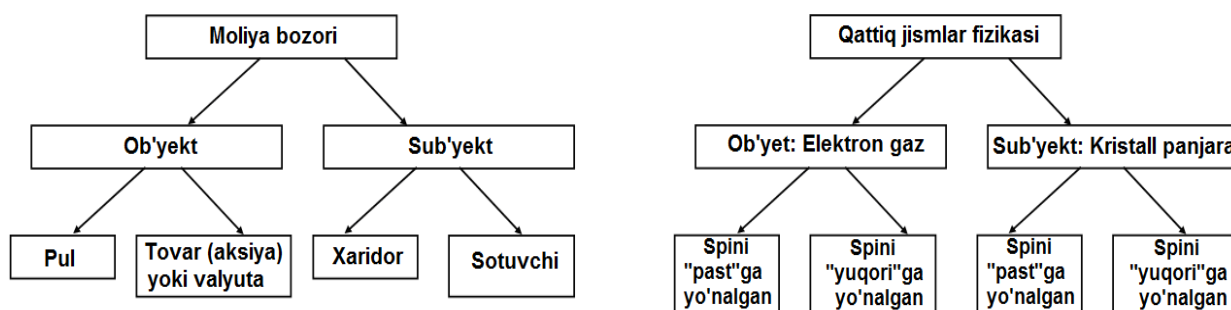 Moliya bozori
Ob'yekt
Sub'yekt
Pul
Tovar (aksiya)
yoki valyuta
Xaridor
Sotuvchi
Qattiq jismlar fizikasi
Ob'yet: Elektron gaz
Sub'yekt: Kristall panjara
Spini
"past"ga
yo'nalgan
Spini
"yuqori"ga
yo'nalgan
Spini
"past"ga
yo'nalgan
Spini
"yuqori"ga
yo'nalgan